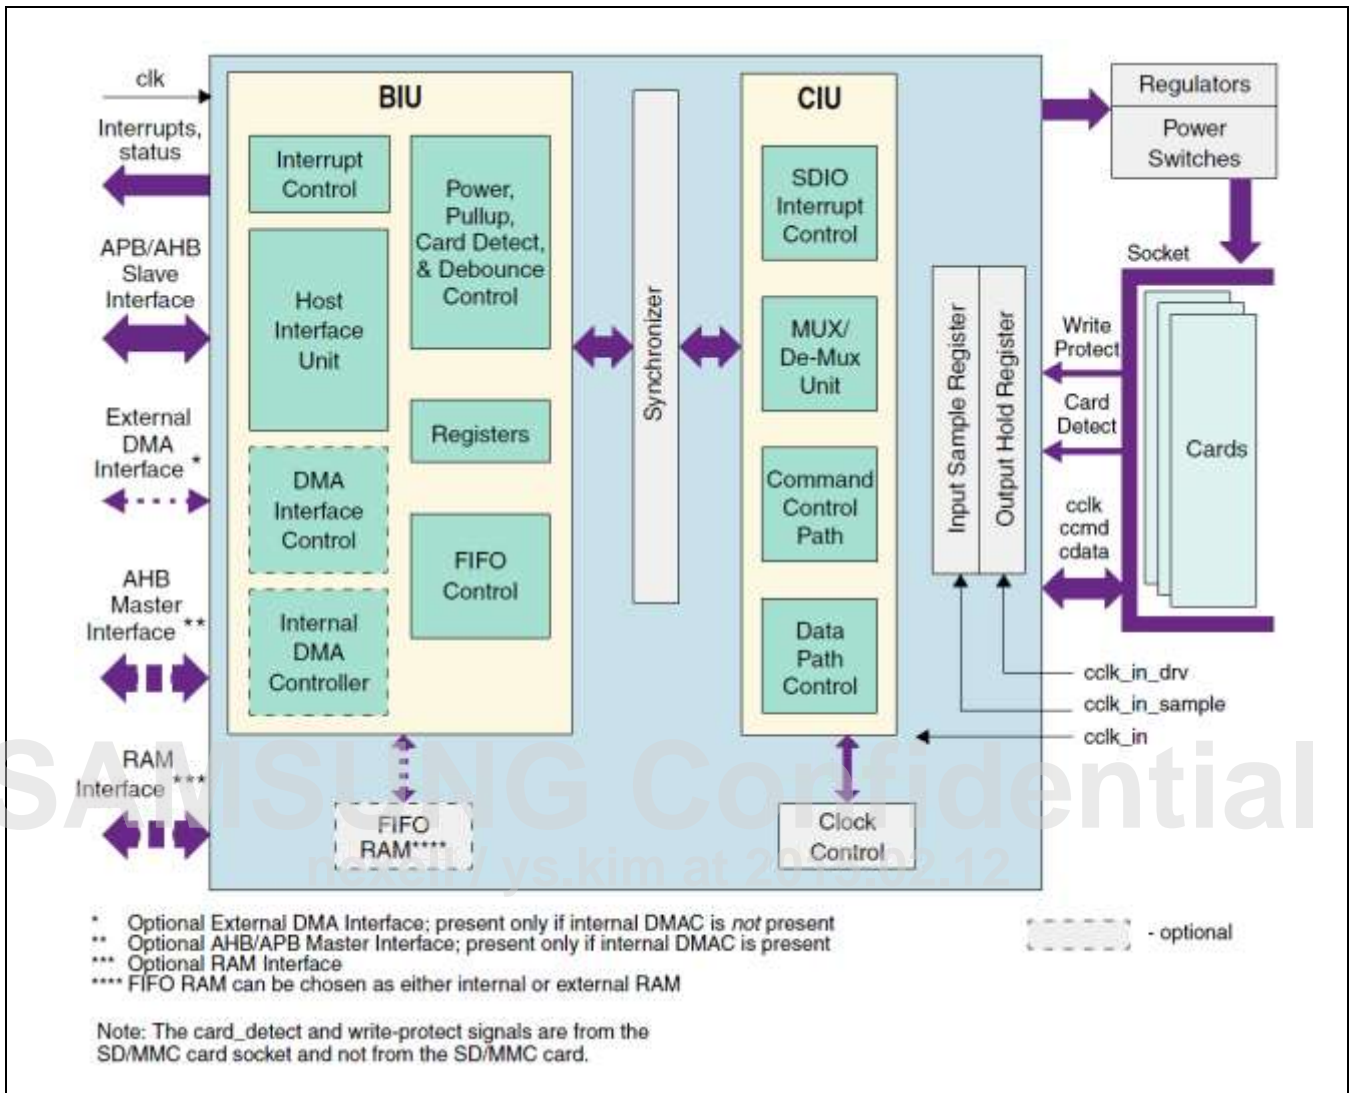 clk
Interrupts,
status
APB/AHB
Slave
Interface
External
DMA
Interface *
AHB
Master
Interface **
RAM
Interface ***
BIU
Interrupt
Control
Host
Interface
Unit
DMA
Interface
Control
Internal
DMA
Controller
Power,
Pullup,
Card Detect,
& Debounce
Control
Registers
FIFO
Control
FIFO
RAM****
Synchronizer
CIU
SDIO
Interrupt
Control
MUX/
De-Mux
Unit
Command
Control
Path
Data
Path
Control
Clock
Control
Input Sample Register
Output Hold Register
Regulators
Power
Switches
Socket
Write
Protect
Card
Detect
cclk
ccmd
cdata
Cards
cclk_in_drv
cclk_in_sample
cclk_in
SAMSUNG Confidential
nexell / ys.kim at 2015.02.12
* Optional External DMA Interface; present only if internal DMAC is not present
** Optional AHB/APB Master Interface; present only if internal DMAC is present
*** Optional RAM Interface
**** FIFO RAM can be chosen as either internal or external RAM
- optional
Note: The card_detect and write-protect signals are from the
SD/MMC card socket and not from the SD/MMC card.